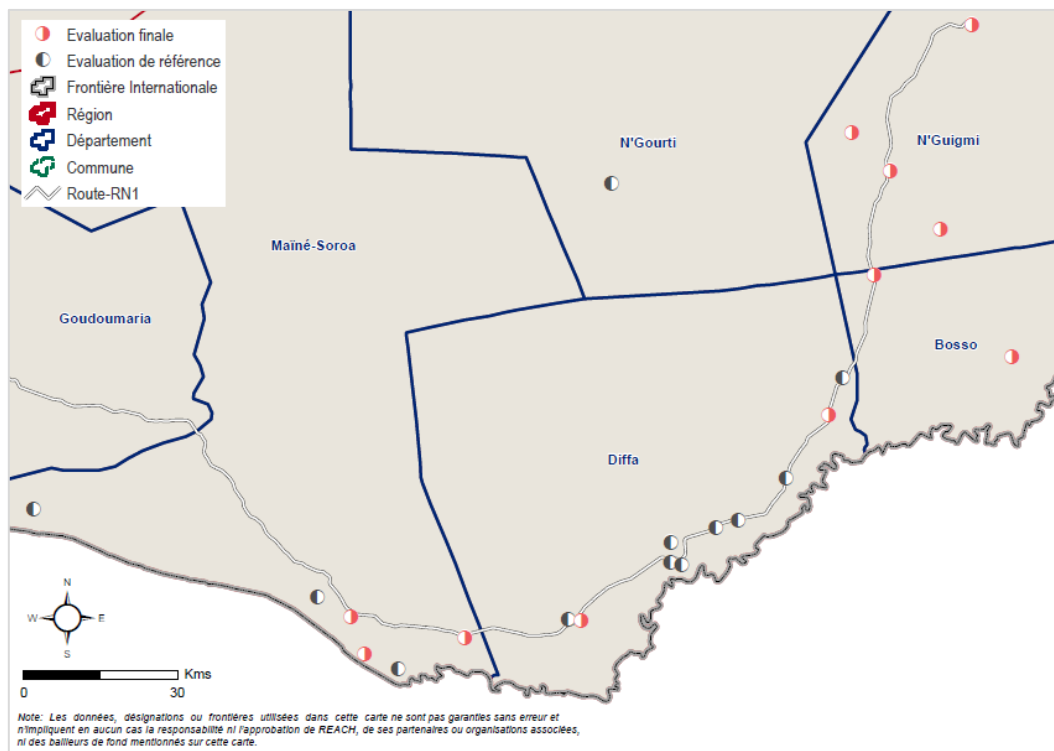 Evaluation finale
Evaluation de référence
Frontière Internationale
Région
Département
Commune
Route-RN1
N'Gourti
N'Guigmi
Maïné-Soroa
Goudoumaria
Bosso
Diffa
N
W
E
S
Kms
0
30
Note: Les données, désignations ou frontières utilisées dans cette carte ne sont pas garanties sans erreur et
n'impliquent en aucun cas la responsabilité ni l'approbation de REACH, de ses partenaires ou organisations associées,
ni des bailleurs de fond mentionnés sur cette carte.